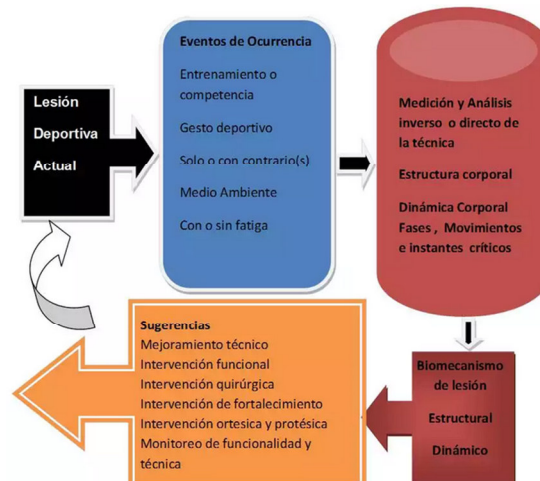 Lesión
Deportiva
Actual
Eventos de Ocurrencia
Entrenamiento o
competencia
Gesto deportivo
Solo o con contrario(s)
Medio Ambiente
Con o sin fatiga
Medición y Análisis
inverso o directo de
la técnica
Estructura corporal
Dinámica Corporal
Fases , Movimientos
e instantes críticos
Biomecanismo
de lesión
Estructural
Dinámico
Sugerencias
Mejoramiento técnico
Intervención funcional
Intervención quirúrgica
Intervención de fortalecimiento
Intervención ortesica y protésica
Monitoreo de funcionalidad y
técnica